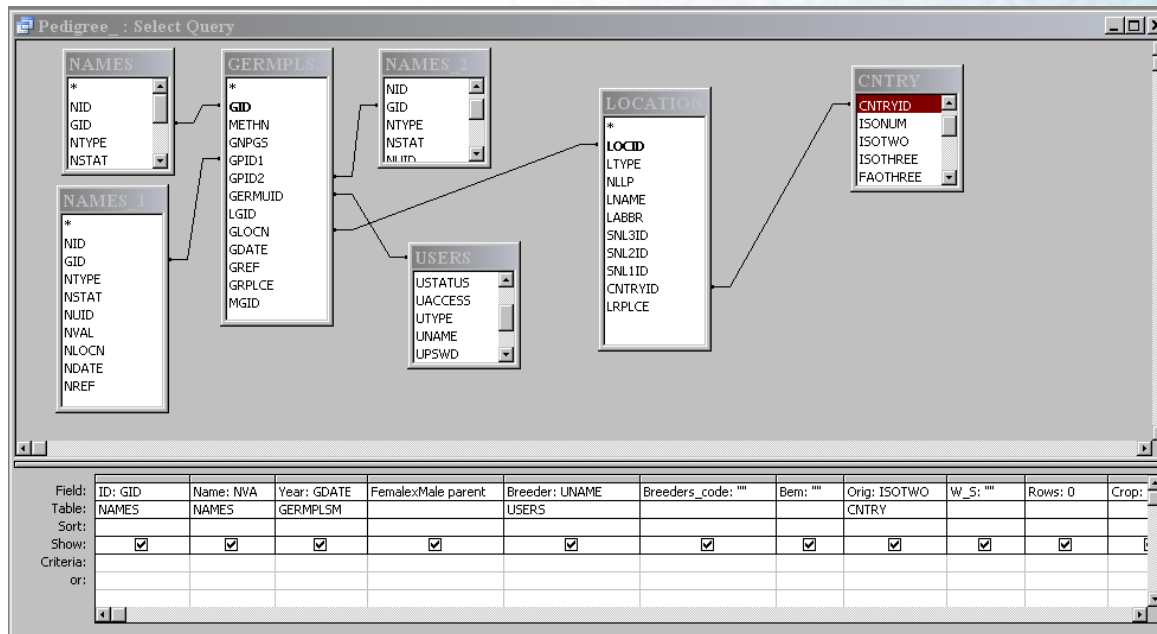 Pedigree_ : Select Query
NAMES
*
NID
GID
NTYPE
NSTAT
GERMPLS
*
GID
METHN
GNPGS
GPID1
GPID2
GERMUID
LGID
GLOCN
GDATE
GREF
GRPLCE
MGID
NAMES_2
NID
GID
NTYPE
NSTAT
NUID
LOCATION
*
LOCID
LTYPE
NLLP
LNAME
LABBR
SNL3ID
SNL2ID
SNL1ID
CNTRYID
LRPLCE
CNTRY
CNTRYID
ISONUM
ISOTWO
ISOTHREE
FAOTHREE
NAMES_1
*
NID
GID
NTYPE
NSTAT
NUID
NVAL
NLOCN
NDATE
NREF
USERS
USTATUS
UACCESS
UTYPE
UNAME
UPSWD
Field: ID: GID Name: NVA Year: GDATE FemalexMale parent Breeder: UNAME Breeders_code: "" Bem: "" Orig: ISOTWO W_S: "" Rows: 0 Crop:
Table: NAMES NAMES GERMPLSM USERS CNTRY
Sort:
Show:
Criteria:
or: